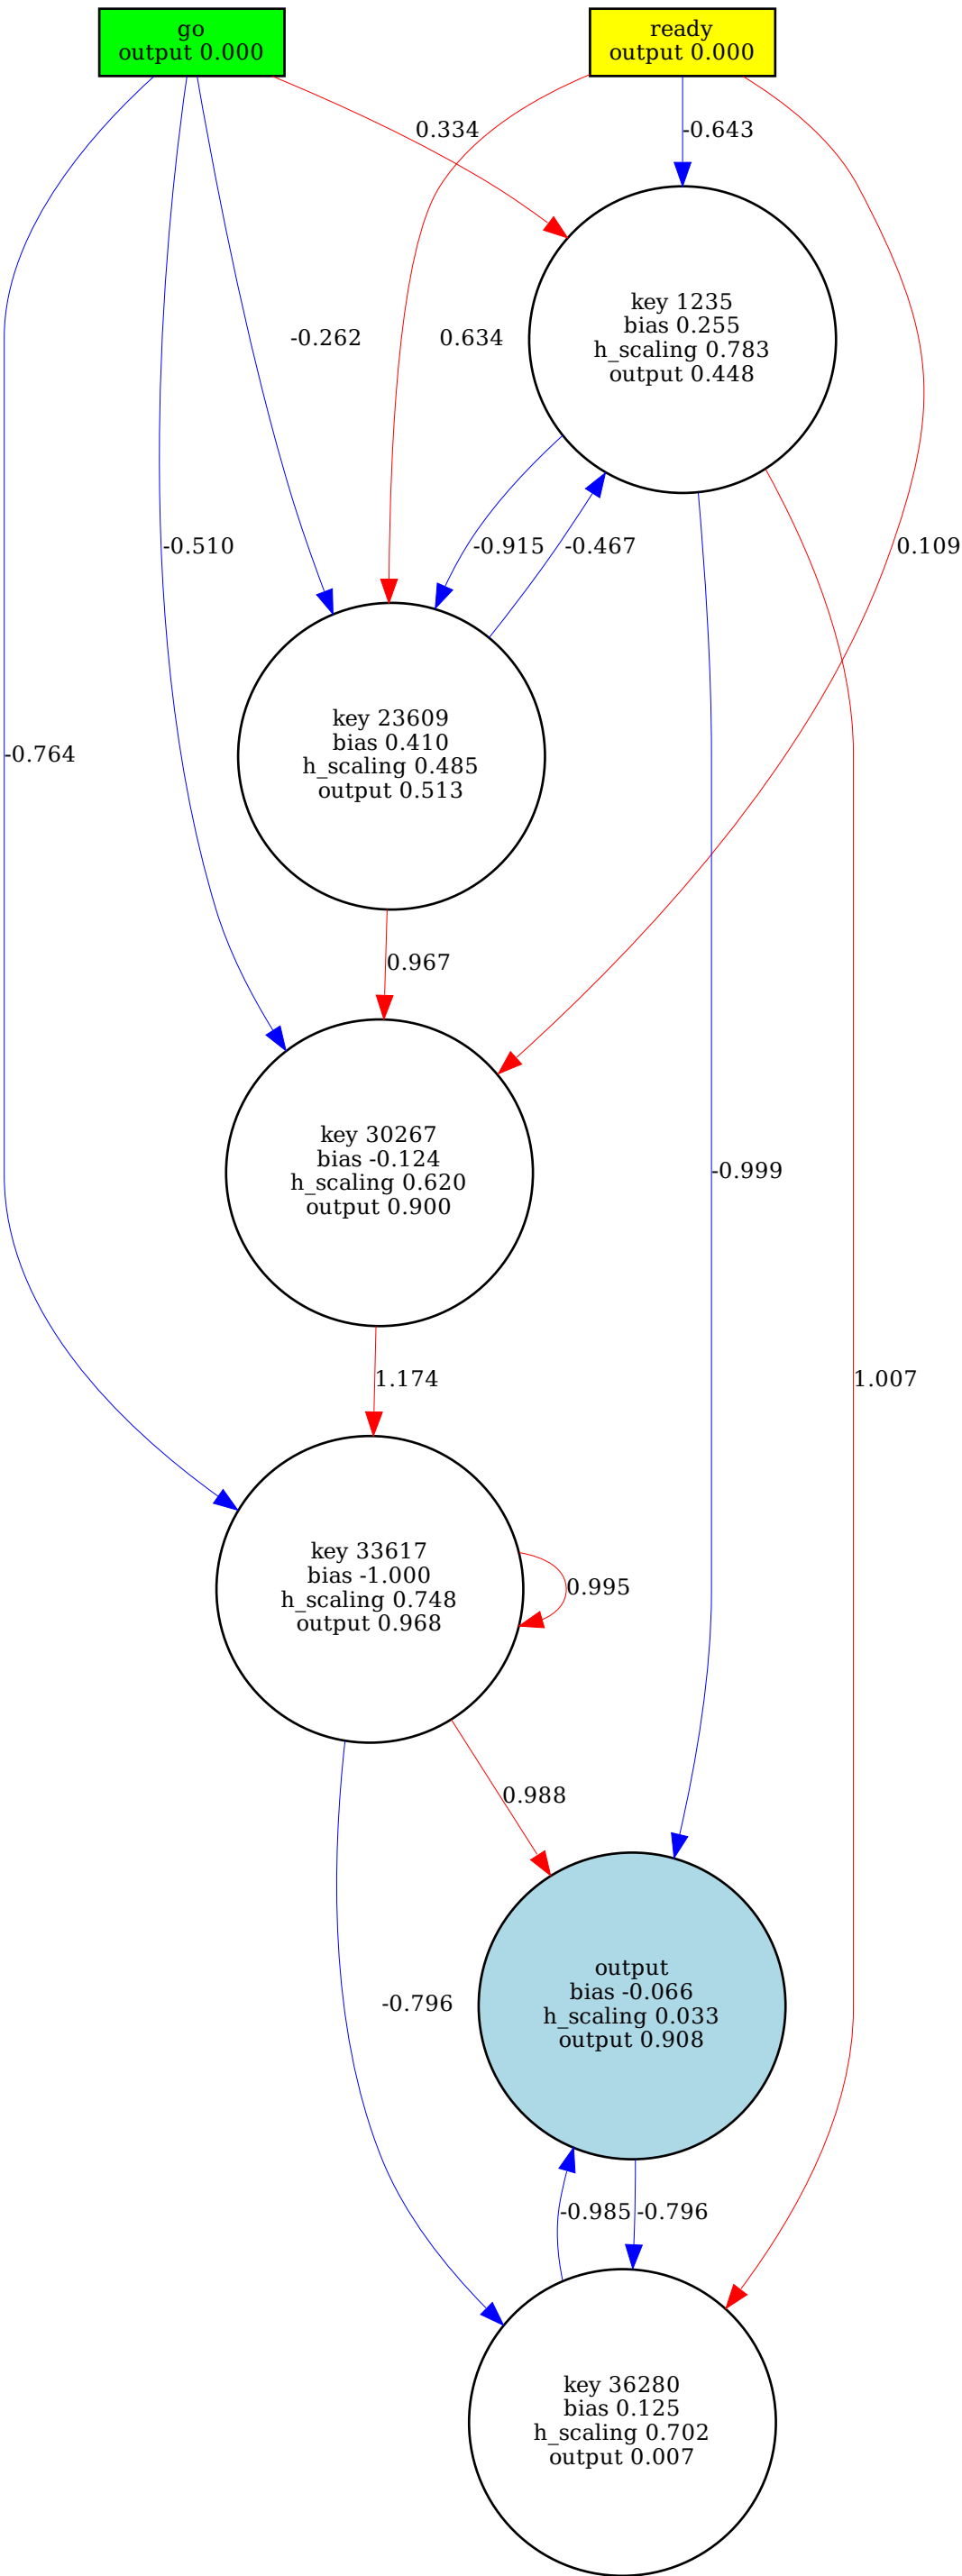 go
output 0.000
ready
output 0.000
0.334
-0.643
key 1235
bias 0.255
h_scaling 0.783
output 0.448
-0.262
0.634
-0.510
-0.915
-0.467
0.109
key 23609
bias 0.410
h_scaling 0.485
output 0.513
-0.764
0.967
key 30267
bias -0.124
h_scaling 0.620
output 0.900
-0.999
1.174
1.007
key 33617
bias -1.000
h_scaling 0.748
output 0.968
0.995
0.988
output
bias -0.066
h_scaling 0.033
output 0.908
-0.796
-0.985
-0.796
key 36280
bias 0.125
h_scaling 0.702
output 0.007